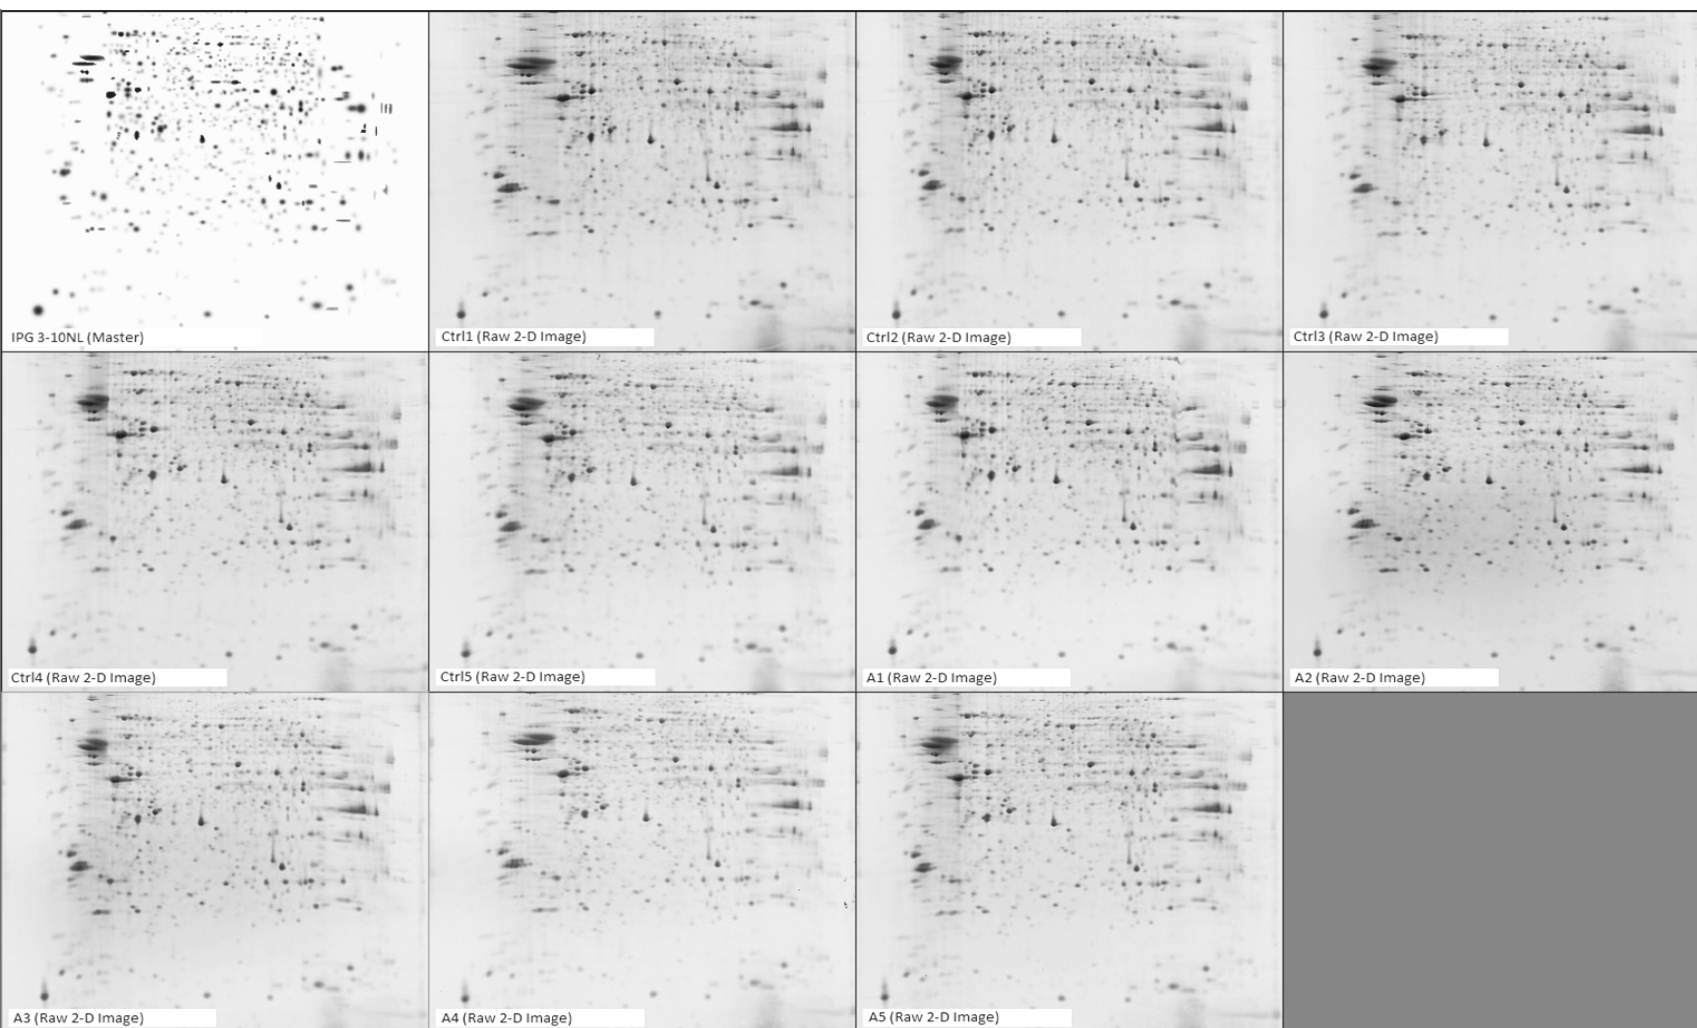 IPG 3-10NL (Master)
Ctrl1 (Raw 2-D Image)
Ctrl2 (Raw 2-D Image)
Ctrl3 (Raw 2-D Image)
Ctrl4 (Raw 2-D Image)
Ctrl5 (Raw 2-D Image)
A1 (Raw 2-D Image)
A2 (Raw 2-D Image)
A3 (Raw 2-D Image)
A4 (Raw 2-D Image)
A5 (Raw 2-D Image)